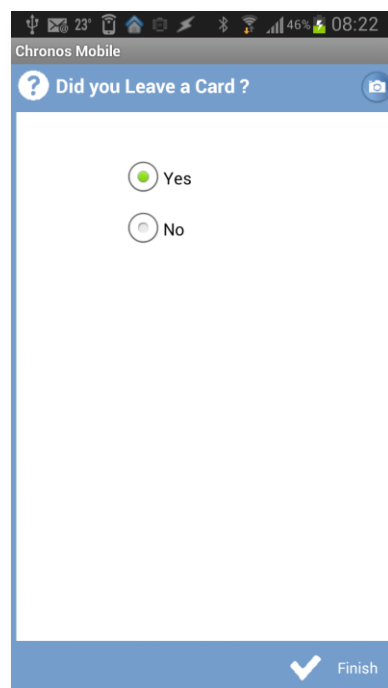 23° 46% 08:22
Chronos Mobile
? Did you Leave a Card ?
Yes
No
Finish